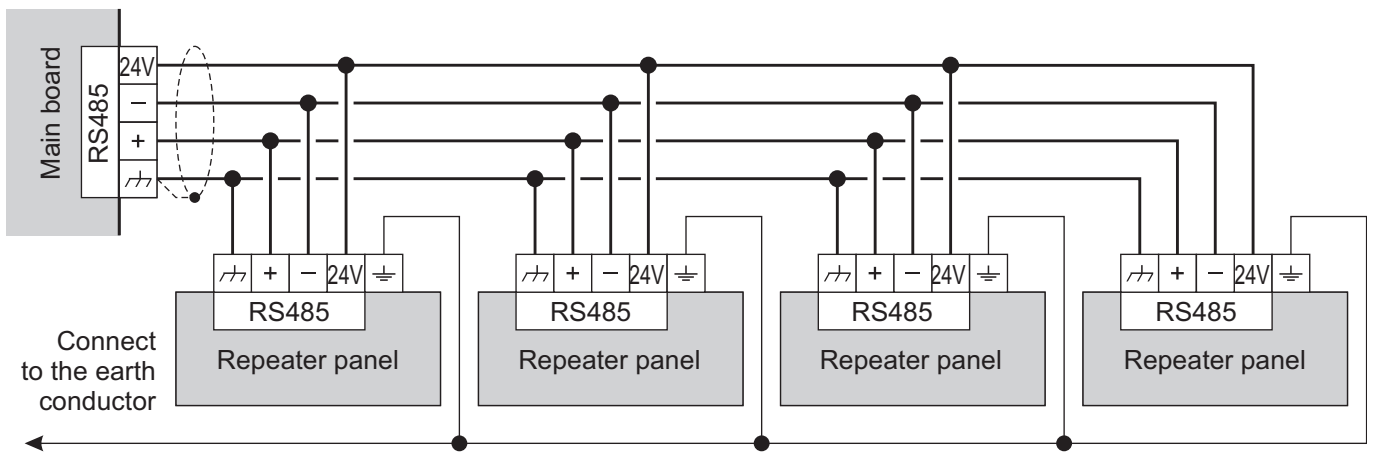 Main board
RS485
24V
−
+
+ − 24V
+ − 24V
+ − 24V
+ − 24V
RS485
RS485
RS485
RS485
Repeater panel
Repeater panel
Repeater panel
Repeater panel
Connect
to the earth
conductor